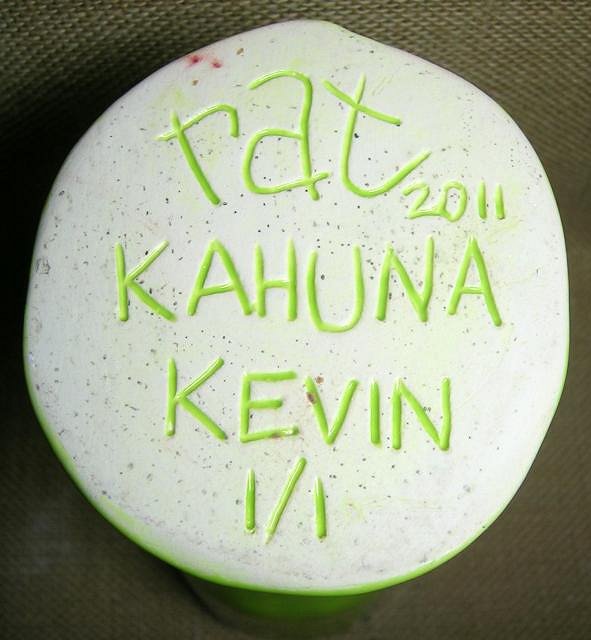 rat 2011
KAHUNA
KEVIN
1/1